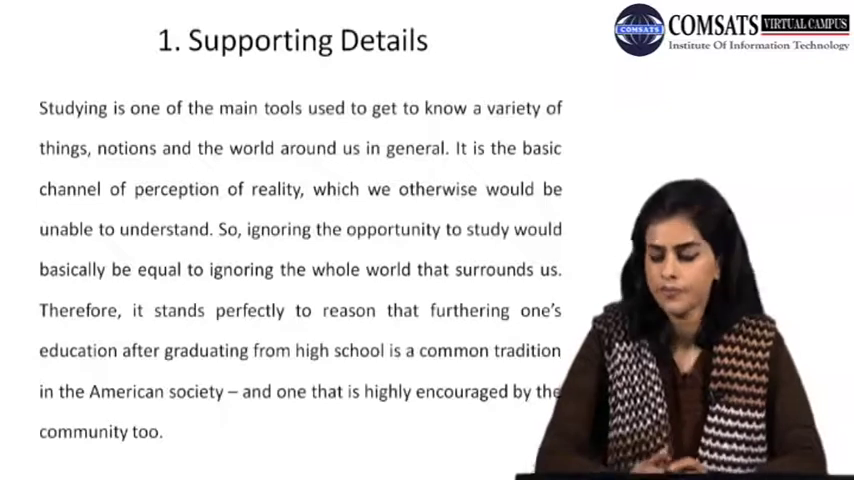 1. Supporting Details
COMSATS
COMSATS VIRTUAL CAMPUS
Institute Of Information Technology
Studying is one of the main tools used to get to know a variety of
things, notions and the world around us in general. It is the basic
channel of perception of reality, which we otherwise would be
unable to understand. So, ignoring the opportunity to study would
basically be equal to ignoring the whole world that surrounds us.
Therefore, it stands perfectly to reason that furthering one's
education after graduating from high school is a common tradition
in the American society – and one that is highly encouraged by the
community too.